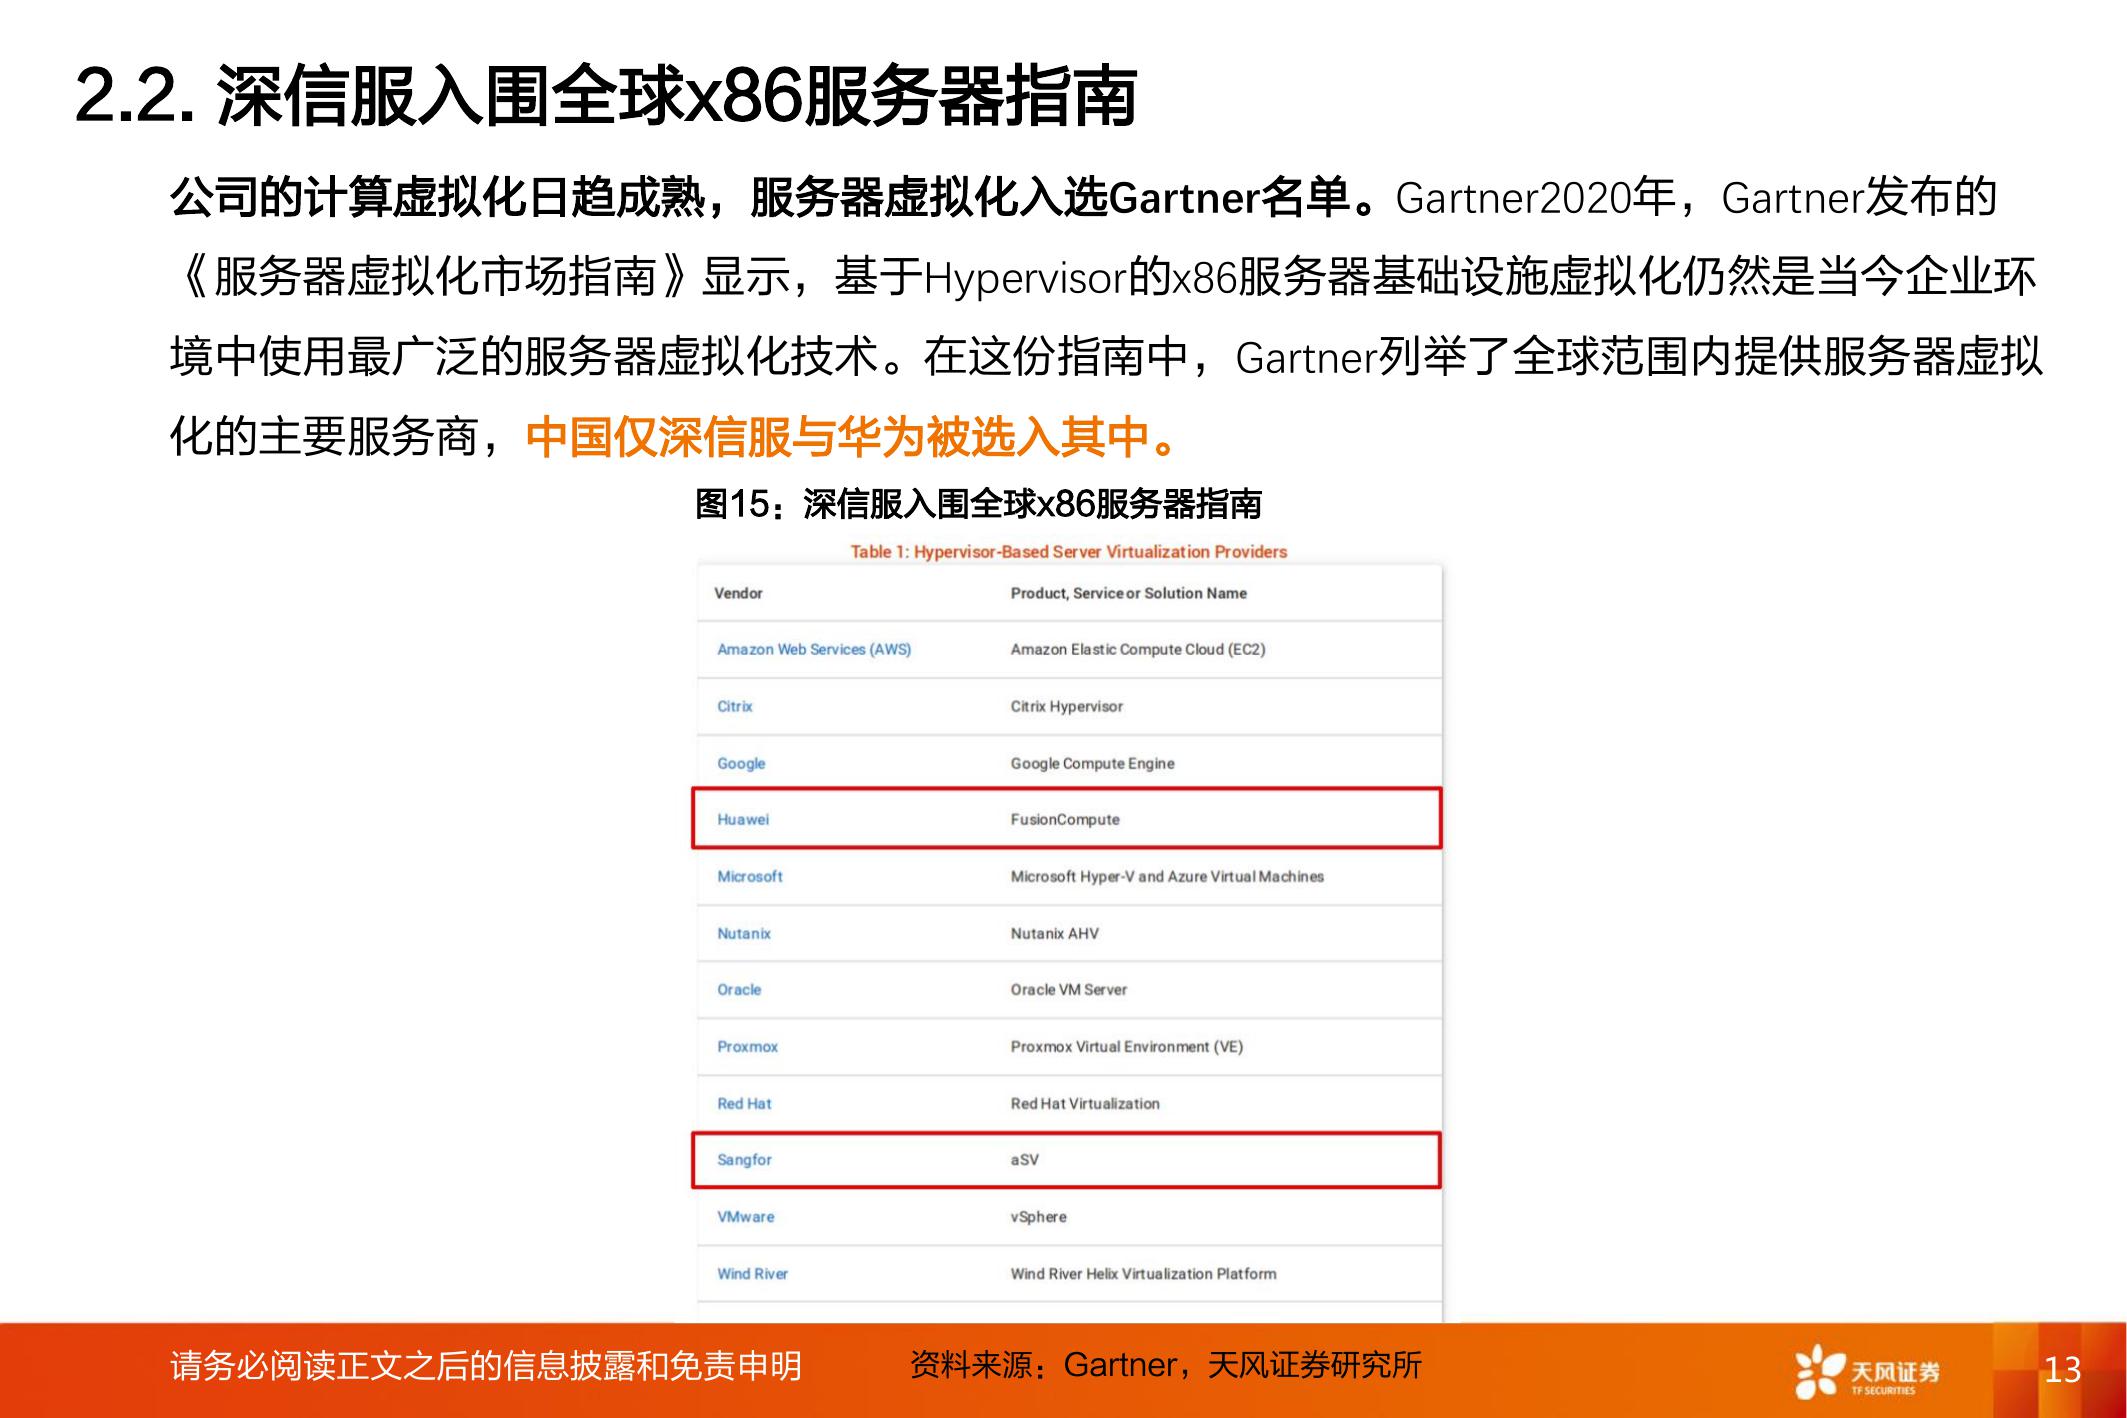 2.2. 深信服入围全球x86服务器指南
公司的计算虚拟化日趋成熟，服务器虚拟化入选Gartner名单。Gartner2020年，Gartner发布的
《服务器虚拟化市场指南》显示，基于Hypervisor的x86服务器基础设施虚拟化仍然是当今企业环
境中使用最广泛的服务器虚拟化技术。在这份指南中，Gartner列举了全球范围内提供服务器虚拟
化的主要服务商，中国仅深信服与华为被选入其中。
图15：深信服入围全球x86服务器指南
Table 1: Hypervisor-Based Server Virtualization Providers
Vendor Product, Service or Solution Name
Amazon Web Services (AWS) Amazon Elastic Compute Cloud (EC2)
Citrix Citrix Hypervisor
Google Google Compute Engine
Huawei FusionCompute
Microsoft Microsoft Hyper-V and Azure Virtual Machines
Nutanix Nutanix AHV
Oracle Oracle VM Server
Proxmox Proxmox Virtual Environment (VE)
Red Hat Red Hat Virtualization
Sangfor aSV
VMware vSphere
Wind River Wind River Helix Virtualization Platform
请务必阅读正文之后的信息披露和免责申明 资料来源：Gartner，天风证券研究所
天风证券
TF SECURITIES
13